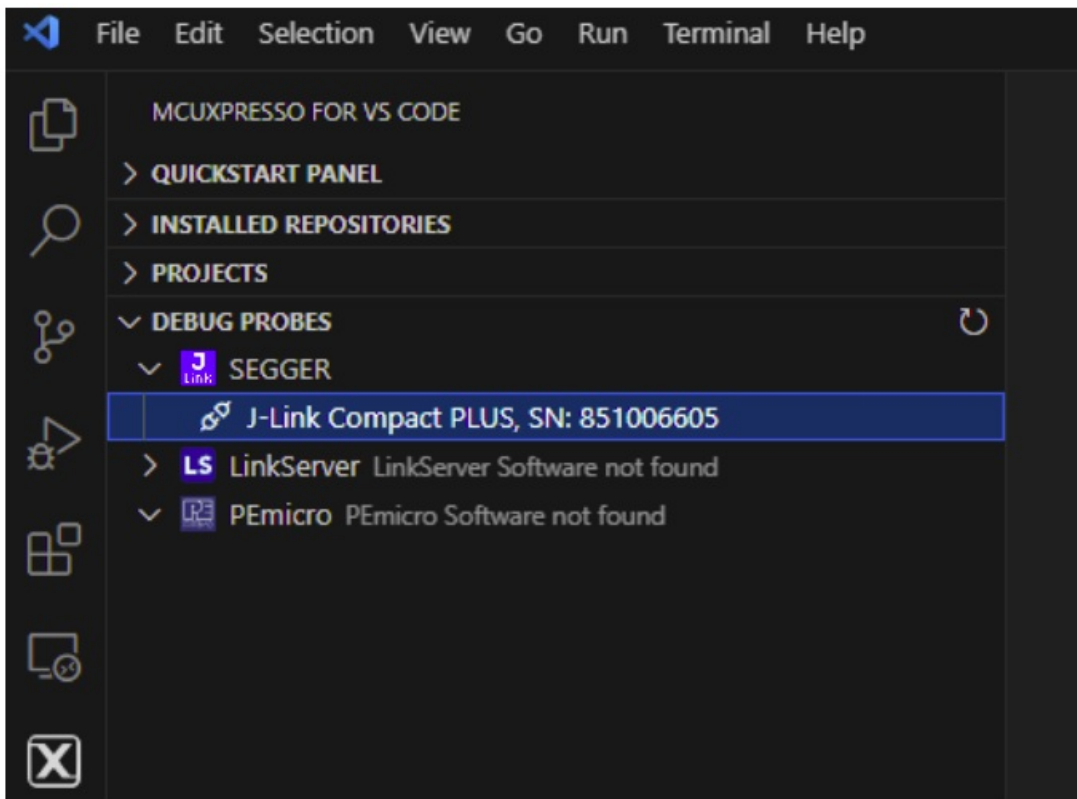 File Edit Selection View Go Run Terminal Help
MCUXPRESSO FOR VS CODE
QUICKSTART PANEL
INSTALLED REPOSITORIES
PROJECTS
DEBUG PROBES
J Link SEGGER
J-Link Compact PLUS, SN: 851006605
LS LinkServer LinkServer Software not found
PEmicro PEmicro Software not found
X